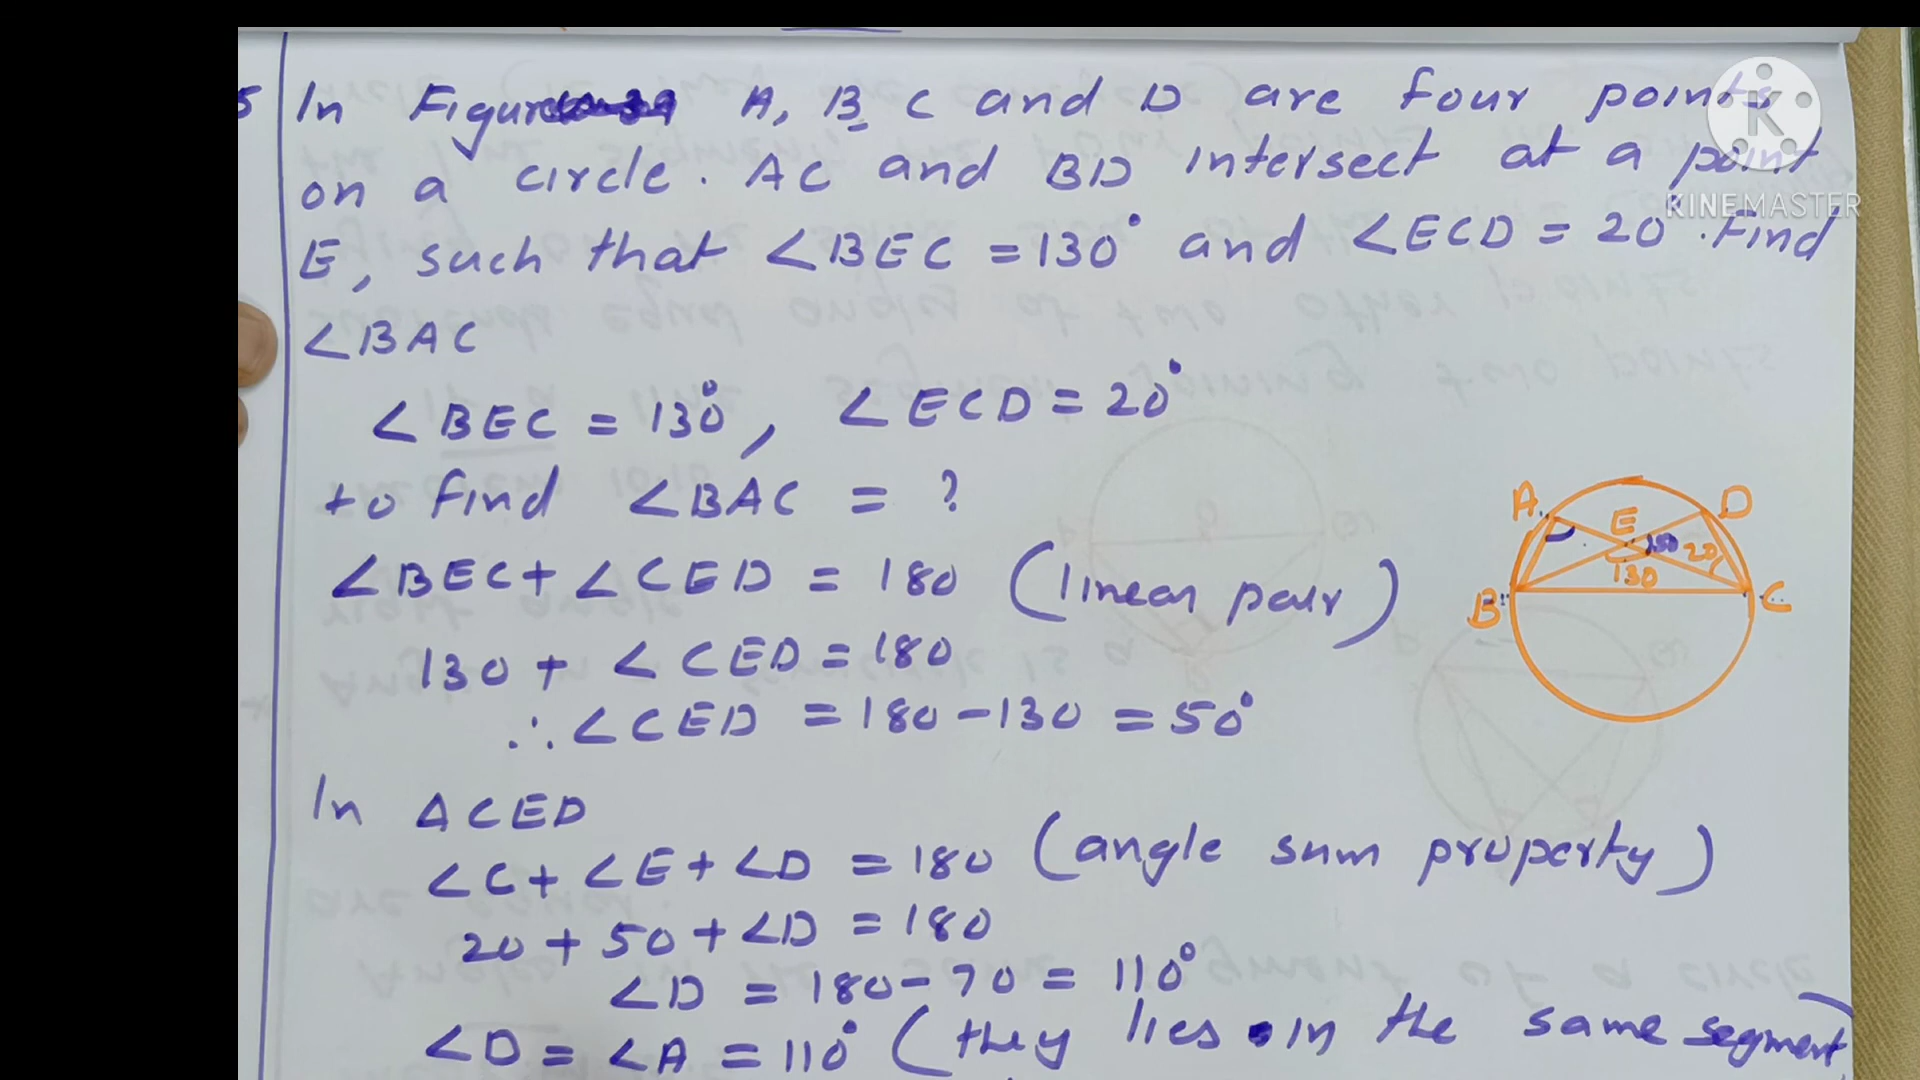 5 In Figure A, B, C and D are four points
on a circle. AC and BD intersect at a point
E, such that ∠BEC = 130° and ∠ECD = 20°. Find
∠BAC
∠BEC = 130°, ∠ECD = 20°
to find ∠BAC = ?
∠BEC + ∠CED = 180 (linear pair)
130 + ∠CED = 180
∴ ∠CED = 180 - 130 = 50°
In ΔCED
∠C + ∠E + ∠D = 180 (angle sum property)
20 + 50 + ∠D = 180
∠D = 180 - 70 = 110°
∠D = ∠A = 110° (they lies in the same segment
A
D
E
20
130
B
C
K
KINEMASTER